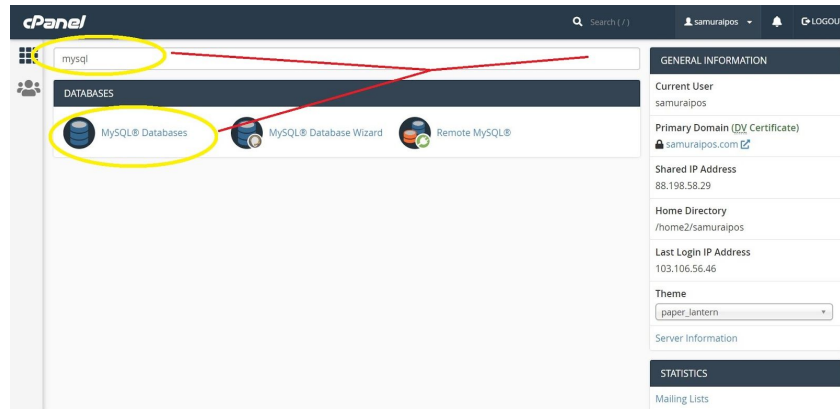 cPanel
Search ( / )
samuraipos
LOGOU
mysql
DATABASES
MySQL® Databases
MySQL® Database Wizard
Remote MySQL®
GENERAL INFORMATION
Current User
samuraipos
Primary Domain (DV Certificate)
samuraipos.com
Shared IP Address
88.198.58.29
Home Directory
/home2/samuraipos
Last Login IP Address
103.106.56.46
Theme
paper_lantern
Server Information
STATISTICS
Mailing Lists